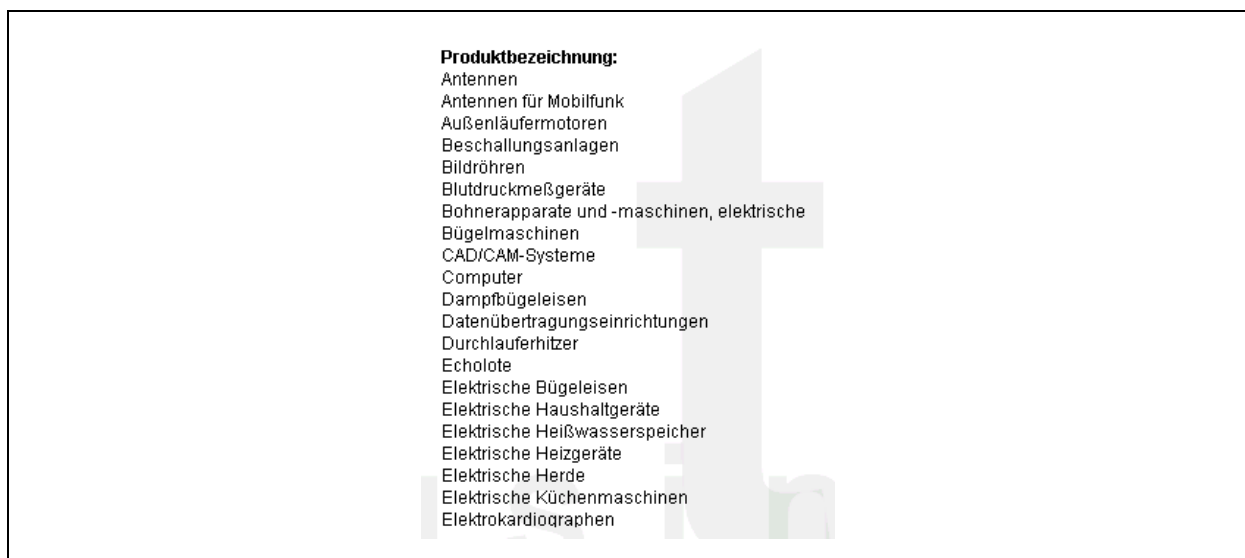 Produktbezeichnung:
Antennen
Antennen für Mobilfunk
Außenläufermotoren
Beschallungsanlagen
Bildröhren
Blutdruckmeßgeräte
Bohnerapparate und -maschinen, elektrische
Bügelmaschinen
CAD/CAM-Systeme
Computer
Dampfbügeleisen
Datenübertragungseinrichtungen
Durchlauferhitzer
Echolote
Elektrische Bügeleisen
Elektrische Haushaltgeräte
Elektrische Heißwasserspeicher
Elektrische Heizgeräte
Elektrische Herde
Elektrische Küchenmaschinen
Elektrokardiographen